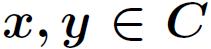 x, y ∈ C